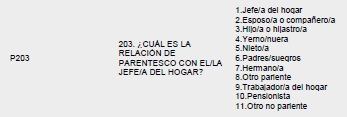 P203
203. ¿CUÁL ES LA
RELACIÓN DE
PARENTESCO CON EL/LA
JEFE/A DEL HOGAR?
1.Jefe/a del hogar
2.Esposo/a o compañero/a
3.Hijo/a o hijastro/a
4.Yerno/nuera
5.Nieto/a
6.Padres/suegros
7.Hermano/a
8.Otro pariente
9.Trabajador/a del hogar
10.Pensionista
11.Otro no pariente